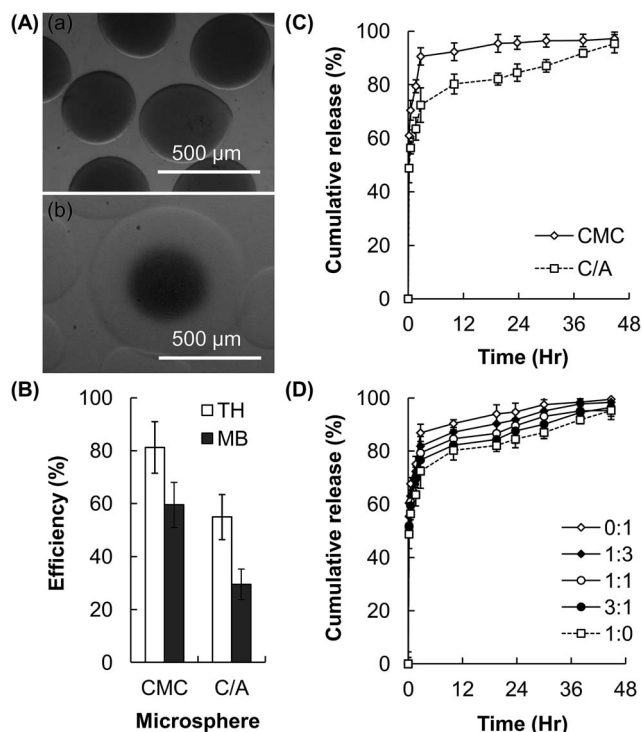 (A)
(a)
500 µm
(b)
500 µm
(B)
Efficiency (%)
100
80
60
40
20
0
TH
MB
CMC
C/A
Microsphere
(C)
Cumulative release (%)
100
80
60
40
20
0
CMC
C/A
0
12
24
36
48
Time (Hr)
(D)
Cumulative release (%)
100
80
60
40
20
0
0:1
1:3
1:1
3:1
1:0
0
12
24
36
48
Time (Hr)